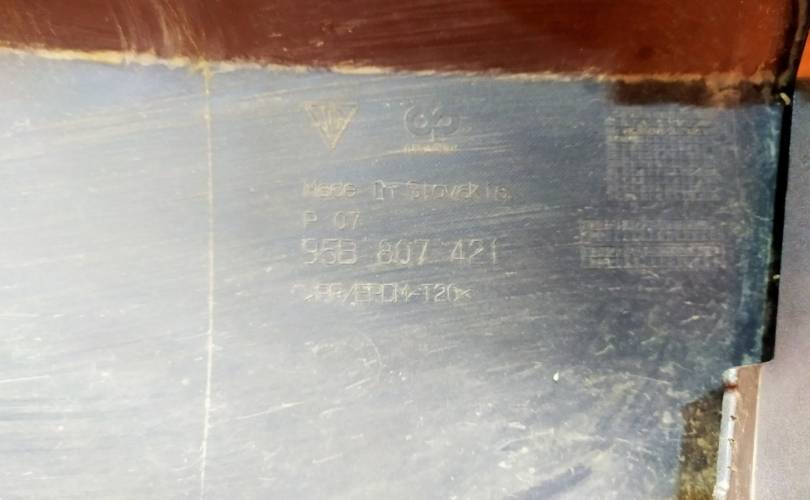 Made in Slovakia
P 07
95B 807 421
>PP/EPDM-T20<